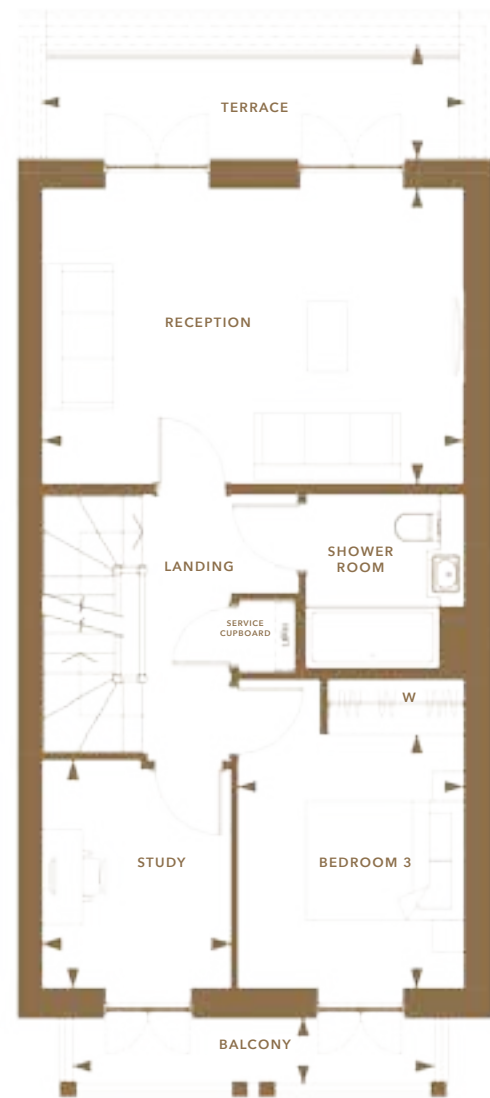 TERRACE
RECEPTION
LANDING
SHOWER
ROOM
SERVICE
CUPBOARD
W
STUDY
BEDROOM 3
BALCONY